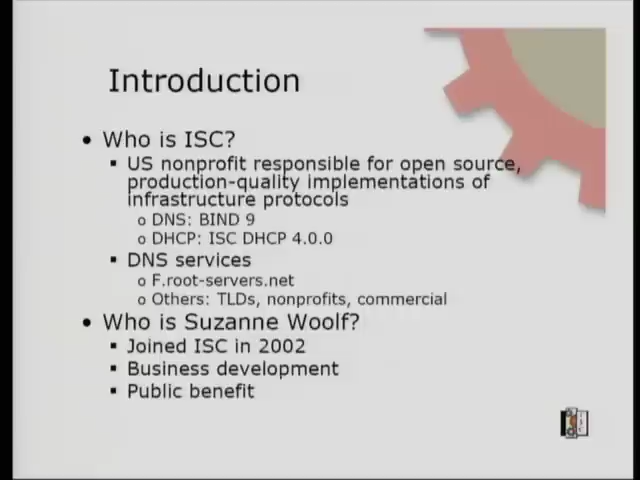 Introduction
• Who is ISC?
▪ US nonprofit responsible for open source,
production-quality implementations of
infrastructure protocols
o DNS: BIND 9
o DHCP: ISC DHCP 4.0.0
▪ DNS services
o F.root-servers.net
o Others: TLDs, nonprofits, commercial
• Who is Suzanne Woolf?
▪ Joined ISC in 2002
▪ Business development
▪ Public benefit